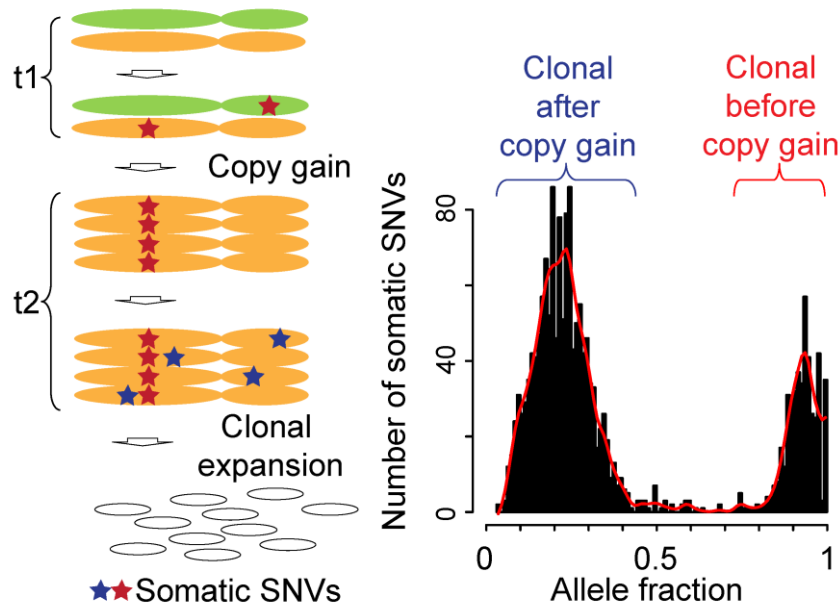 t1
Copy gain
t2
Clonal
expansion
Somatic SNVs
Clonal
after
copy gain
Clonal
before
copy gain
Number of somatic SNVs
80
40
0
0
0.5
1
Allele fraction